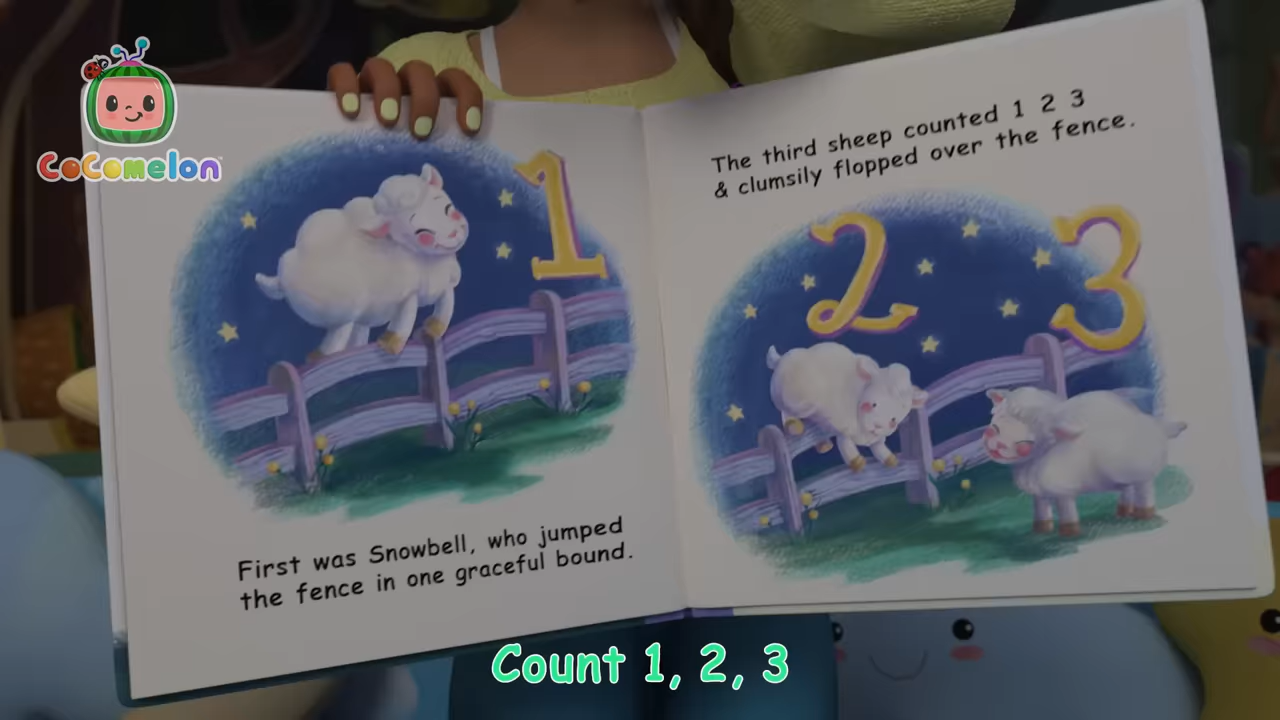 CoComelon
1
First was Snowbell, who jumped
the fence in one graceful bound.
The third sheep counted 1 2 3
& clumsily flopped over the fence.
2 3
Count 1, 2, 3